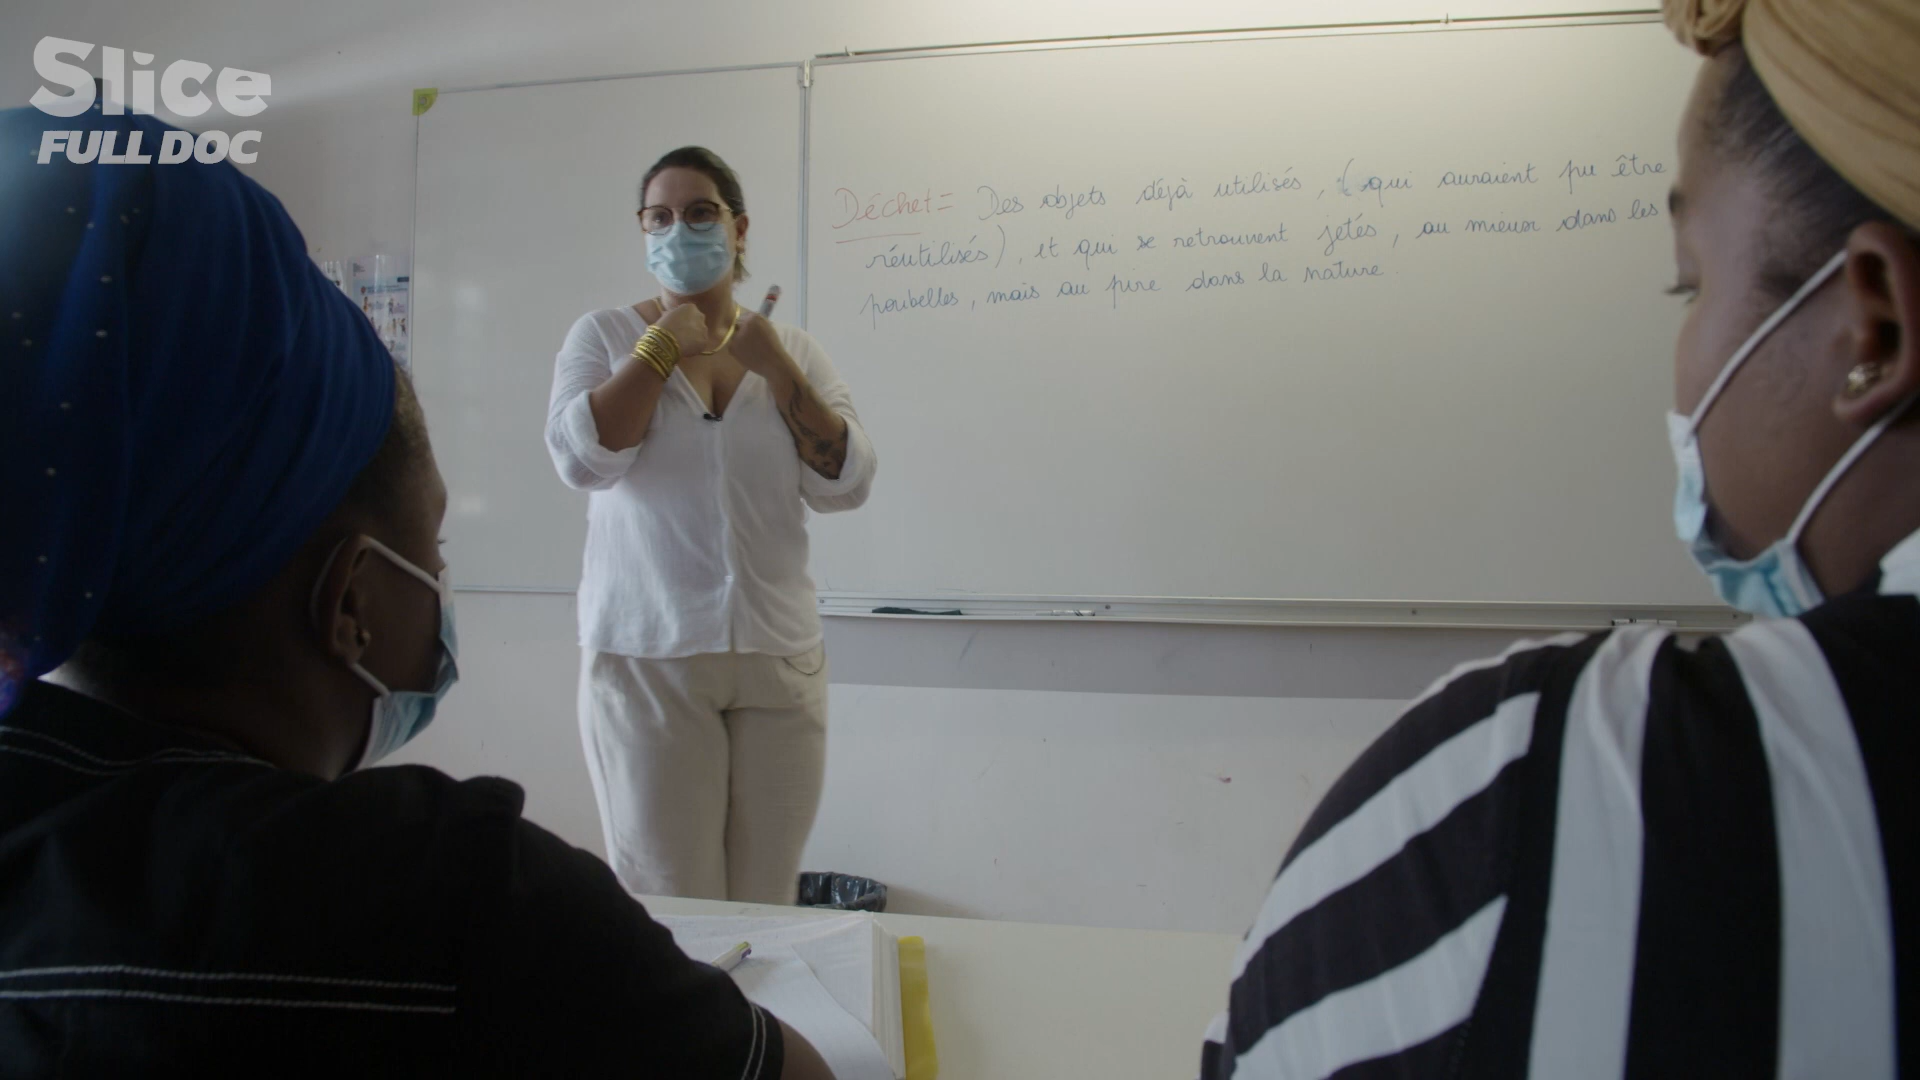 Slice
FULL DOC
Déchet = Des objets déjà utilisés, (qui auraient pu être
réutilisés), et qui se retrouvent jetés, au mieux dans les
poubelles, mais au pire dans la nature.